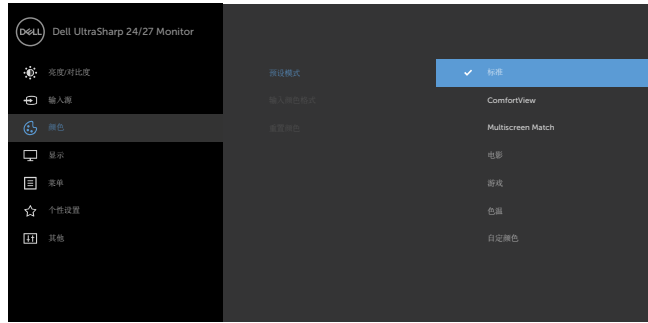 DELL Dell UltraSharp 24/27 Monitor
亮度/对比度
输入源
颜色
显示
菜单
个性设置
其他
预设模式
输入颜色格式
重置颜色
标准
ComfortView
Multiscreen Match
电影
游戏
色温
自定颜色